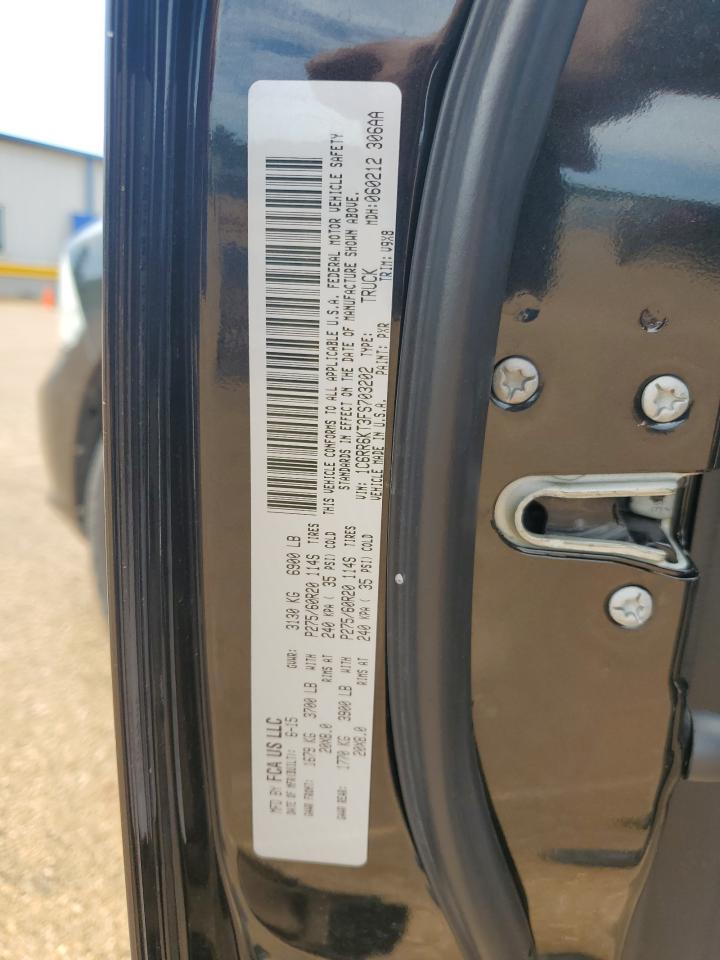 MFD BY FCA US LLC
DATE OF MFR(BUILT): 6-15 GVWR: 3130 KG 6900 LB
GAWR FRONT: 1679 KG 3700 LB WITH P275/60R20 114S TIRES
20X8.0 RIMS AT 240 KPA ( 35 PSI) COLD
GAWR REAR: 1770 KG 3900 LB WITH P275/60R20 114S TIRES
20X8.0 RIMS AT 240 KPA ( 35 PSI) COLD
THIS VEHICLE CONFORMS TO ALL APPLICABLE U.S.A. FEDERAL MOTOR VEHICLE SAFETY
STANDARDS IN EFFECT ON THE DATE OF MANUFACTURE SHOWN ABOVE.
VIN: 1C6RR6KT3FS703202 TYPE: TRUCK MDH:060212 306AA
VEHICLE MADE IN U.S.A. PAINT: PXR TRIM: V9X8